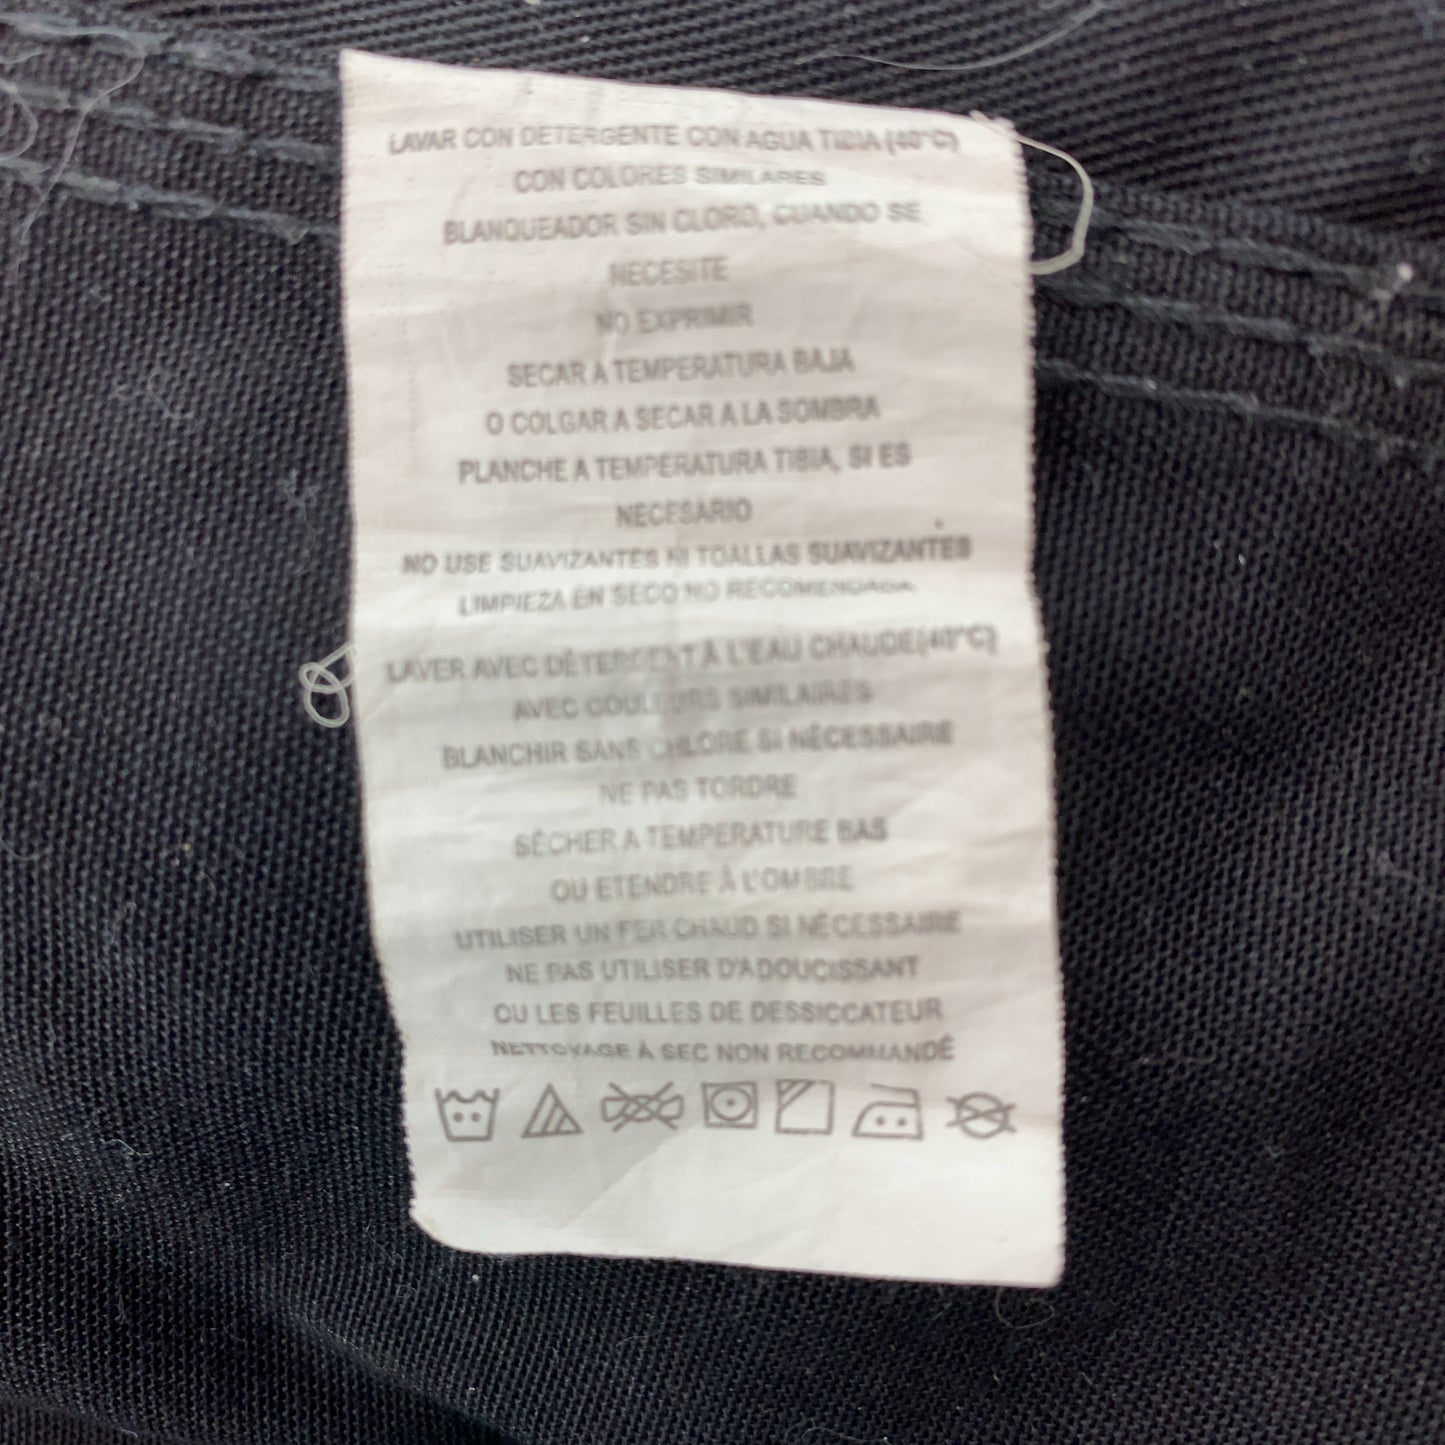 LAVAR CON DETERGENTE CON AGUA TIBIA (40°C)
CON COLORES SIMILARES
BLANQUEADOR SIN CLORO, CUANDO SE
NECESITE
NO EXPRIMIR
SECAR A TEMPERATURA BAJA
O COLGAR A SECAR A LA SOMBRA
PLANCHE A TEMPERATURA TIBIA, SI ES
NECESARIO
NO USE SUAVIZANTES NI TOALLAS SUAVIZANTES
LIMPIEZA EN SECO NO RECOMENDADA
LAVER AVEC DÉTERGENT À L'EAU CHAUDE(40°C)
AVEC COULEURS SIMILAIRES
BLANCHIR SANS CHLORE SI NÉCESSAIRE
NE PAS TORDRE
SÉCHER A TEMPERATURE BAS
OU ETENDRE À L'OMBRE
UTILISER UN FER CHAUD SI NÉCESSAIRE
NE PAS UTILISER D'ADOUCISSANT
OU LES FEUILLES DE DESSICCATEUR
NETTOYAGE À SEC NON RECOMMANDÉ